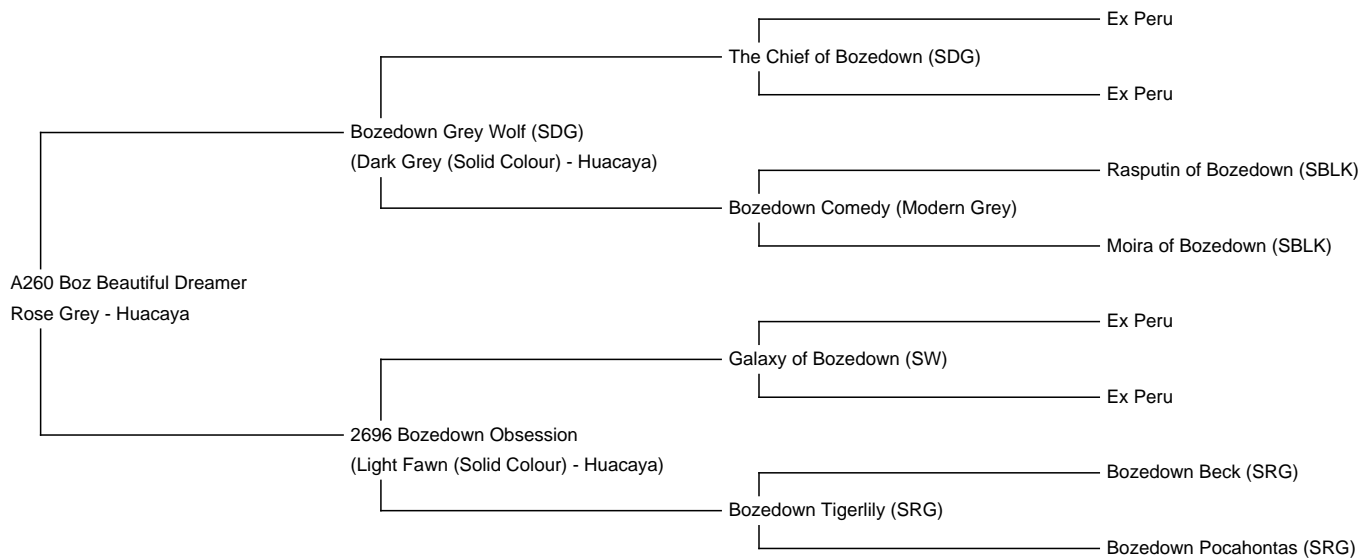 Ex Peru
The Chief of Bozedown (SDG)
Ex Peru
Bozedown Grey Wolf (SDG)
(Dark Grey (Solid Colour) - Huacaya)
Rasputin of Bozedown (SBLK)
Bozedown Comedy (Modern Grey)
Moira of Bozedown (SBLK)
A260 Boz Beautiful Dreamer
Rose Grey - Huacaya
Ex Peru
Galaxy of Bozedown (SW)
Ex Peru
2696 Bozedown Obsession
(Light Fawn (Solid Colour) - Huacaya)
Bozedown Beck (SRG)
Bozedown Tigerlily (SRG)
Bozedown Pocahontas (SRG)